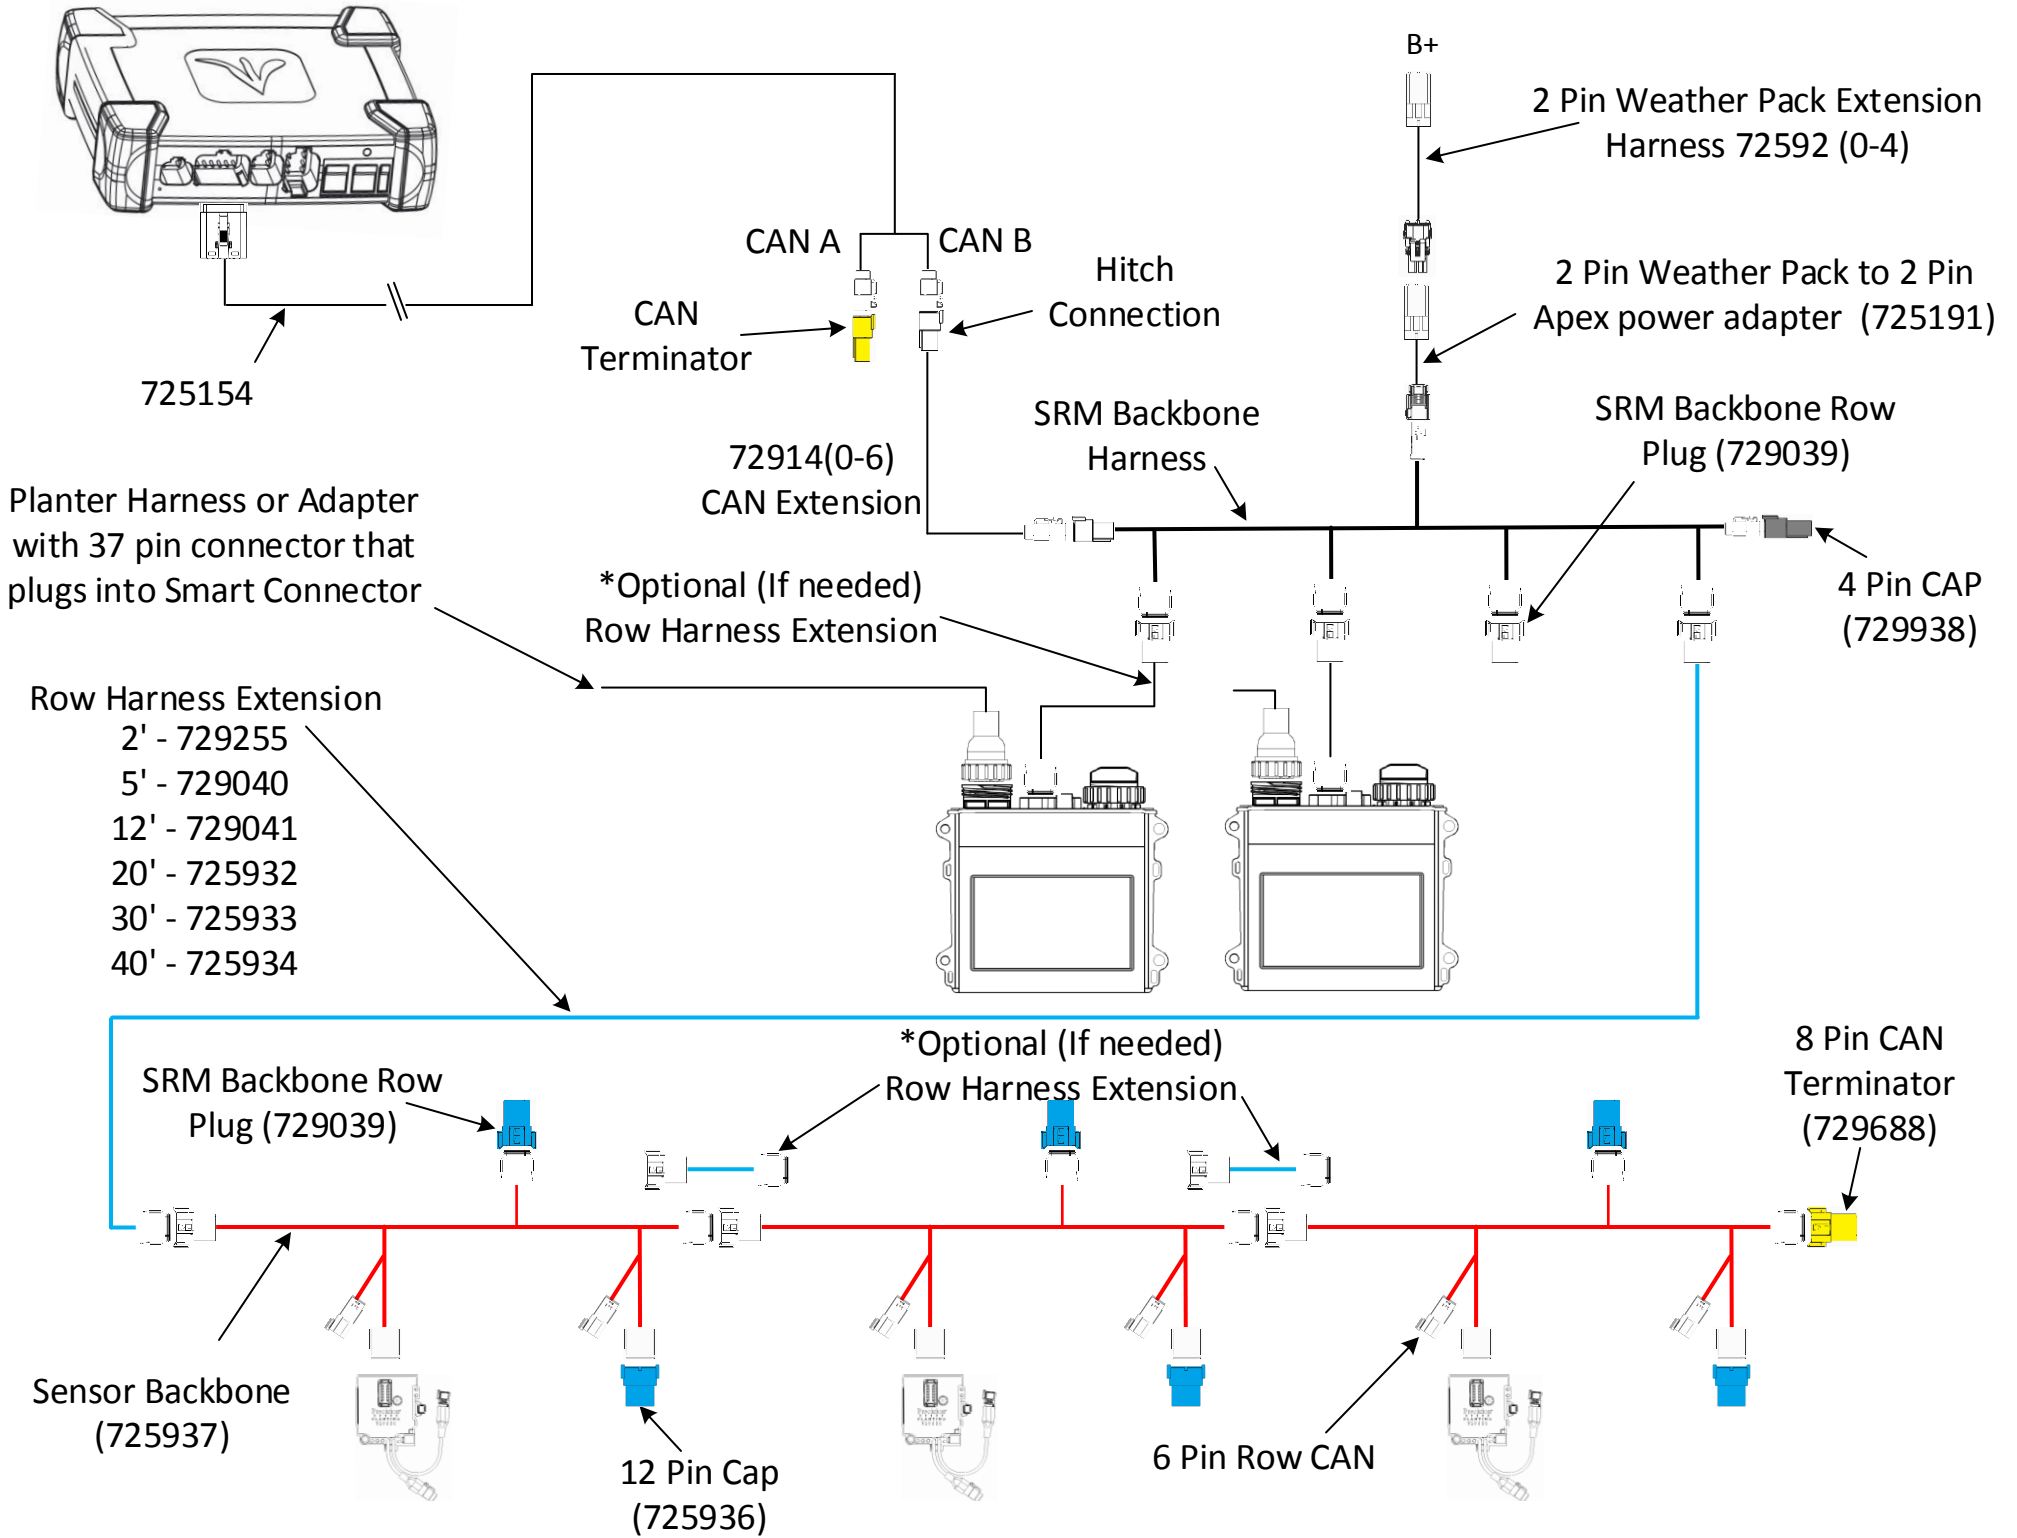 B+
2 Pin Weather Pack Extension
Harness 72592 (0-4)
CAN A
CAN B
Hitch
Connection
2 Pin Weather Pack to 2 Pin
Apex power adapter (725191)
CAN
Terminator
725154
SRM Backbone
Harness
SRM Backbone Row
Plug (729039)
72914(0-6)
CAN Extension
Planter Harness or Adapter
with 37 pin connector that
plugs into Smart Connector
*Optional (If needed)
Row Harness Extension
4 Pin CAP
(729938)
Row Harness Extension
2' - 729255
5' - 729040
12' - 729041
20' - 725932
30' - 725933
40' - 725934
*Optional (If needed)
Row Harness Extension
8 Pin CAN
Terminator
(729688)
SRM Backbone Row
Plug (729039)
Sensor Backbone
(725937)
12 Pin Cap
(725936)
6 Pin Row CAN